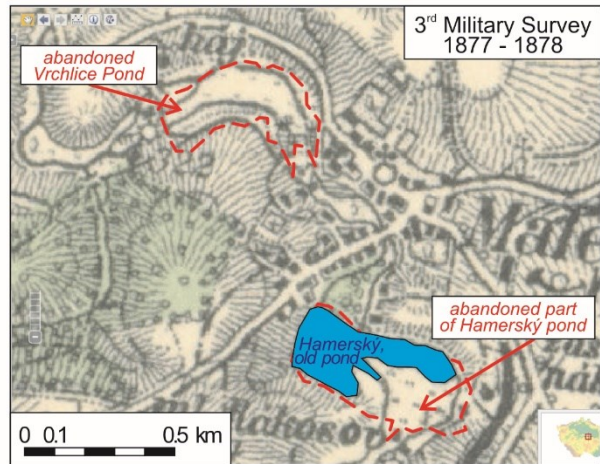 3rd Military Survey
1877 - 1878
abandoned
Vrchlice Pond
Malé
abandoned part
of Hamerský pond
Hamerský,
old pond
0 0.1 0.5 km